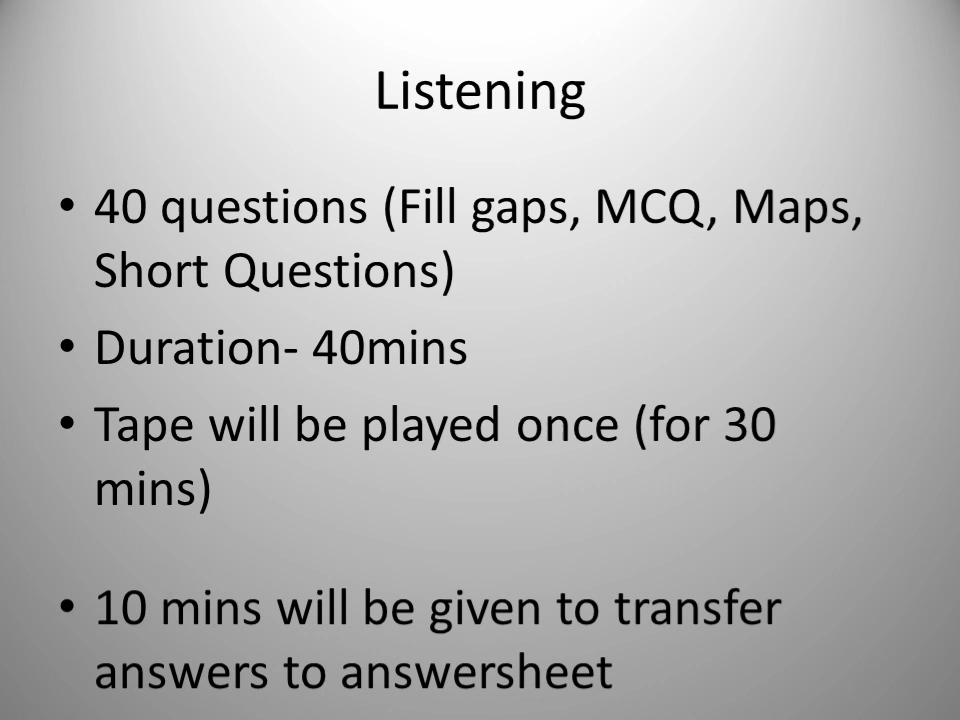 Listening
• 40 questions (Fill gaps, MCQ, Maps,
Short Questions)
• Duration- 40mins
• Tape will be played once (for 30
mins)
• 10 mins will be given to transfer
answers to answersheet